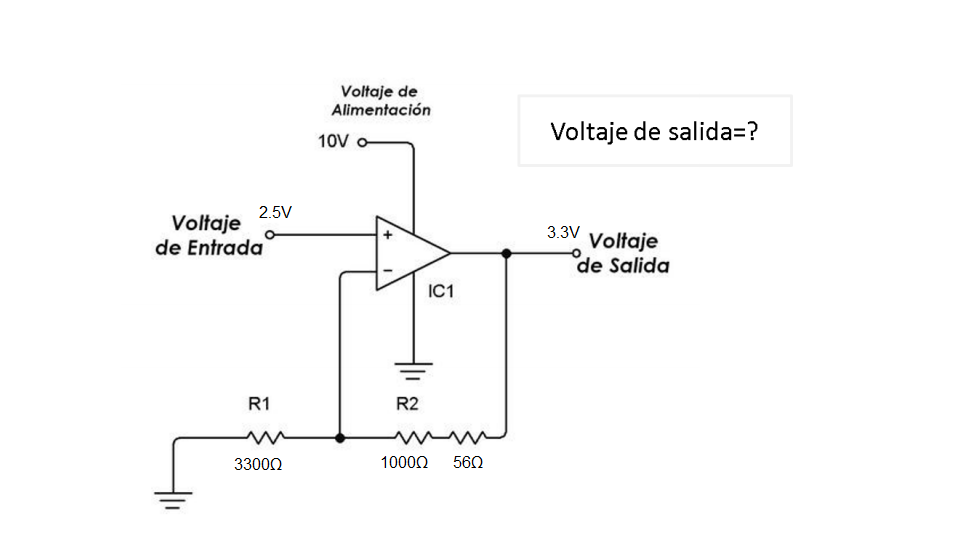 Voltaje de
Alimentación
10V
Voltaje de salida=?
2.5V
Voltaje
de Entrada
+
-
IC1
3.3V
Voltaje
de Salida
R1
R2
3300Ω
1000Ω
56Ω